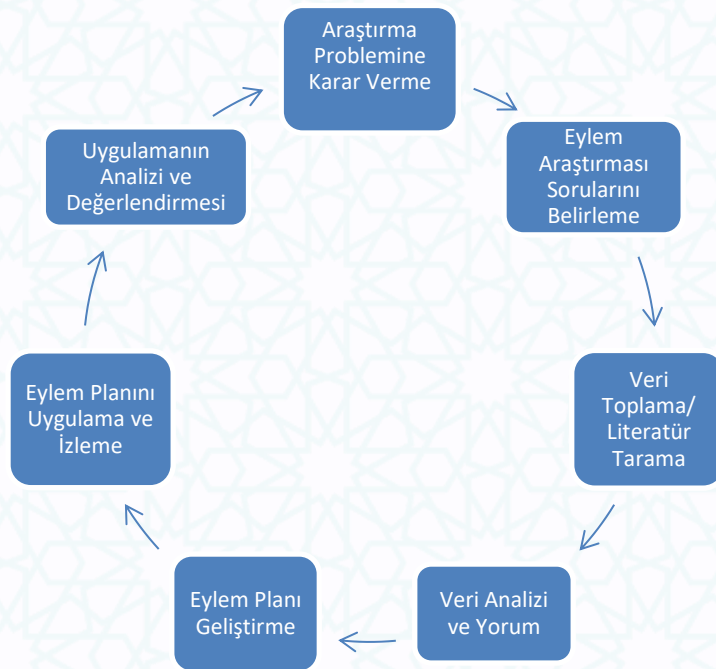 Araştırma
Problemine
Karar Verme
Eylem
Araştırması
Sorularını
Belirleme
Veri
Toplama/
Literatür
Tarama
Veri Analizi
ve Yorum
Eylem Planı
Geliştirme
Eylem Planını
Uygulama ve
İzleme
Uygulamanın
Analizi ve
Değerlendirmesi